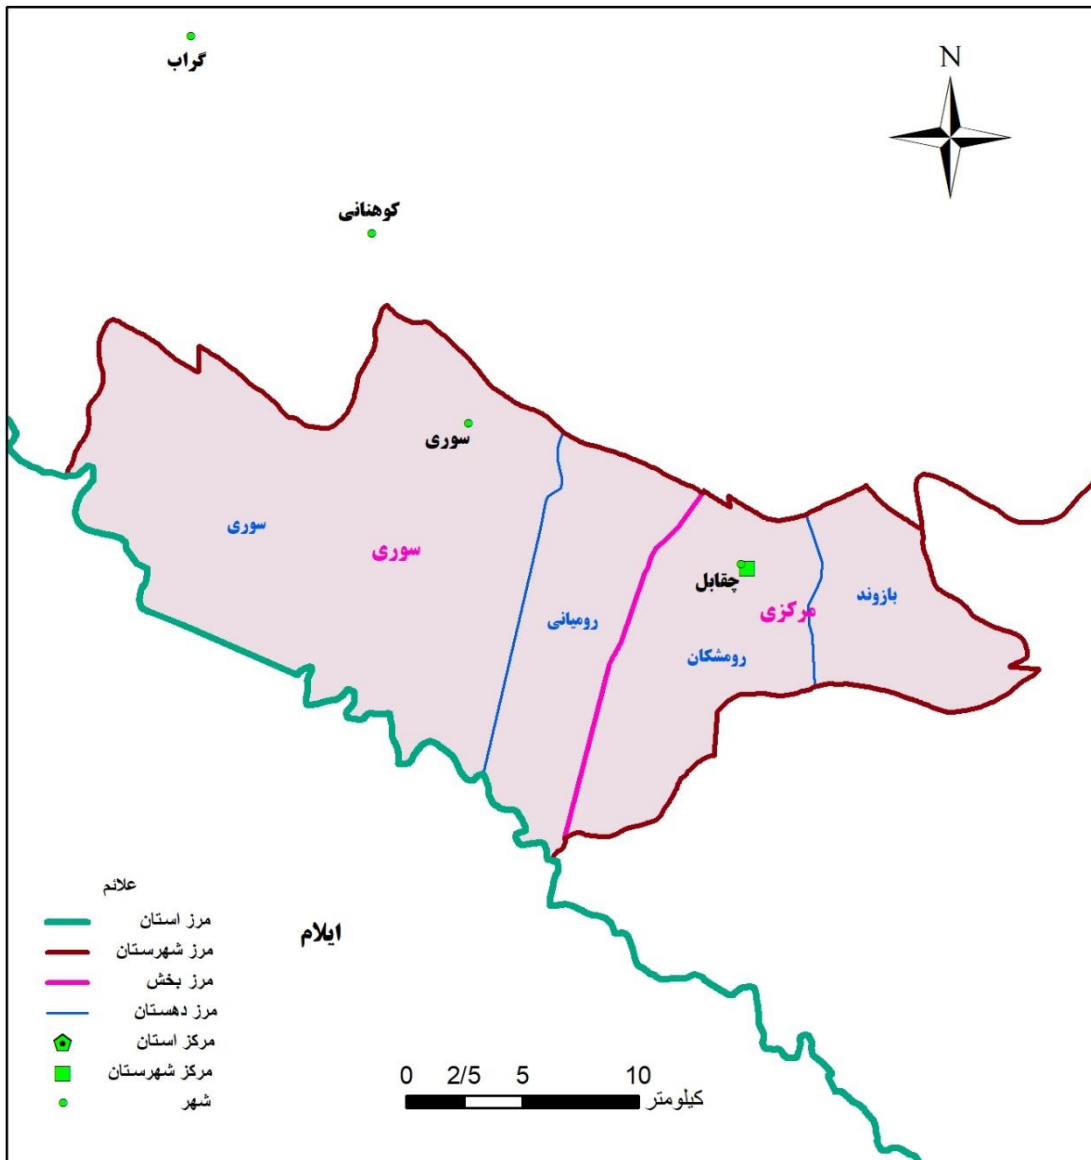 گراب
N
کوهنانی
سوری
سوری
سوری
چقابل
بازوند
مرکزی
رومیانی
رومشکان
علائم
ایلام
مرز استان
مرز شهرستان
مرز بخش
مرز دهستان
مرکز استان
مرکز شهرستان
شهر
0 2/5 5 10
کیلومتر